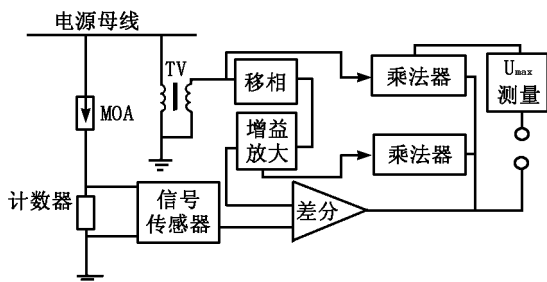 电源母线
TV
移相
乘法器
Umax
测量
MOA
增益
放大
乘法器
计数器
信号
传感器
差分